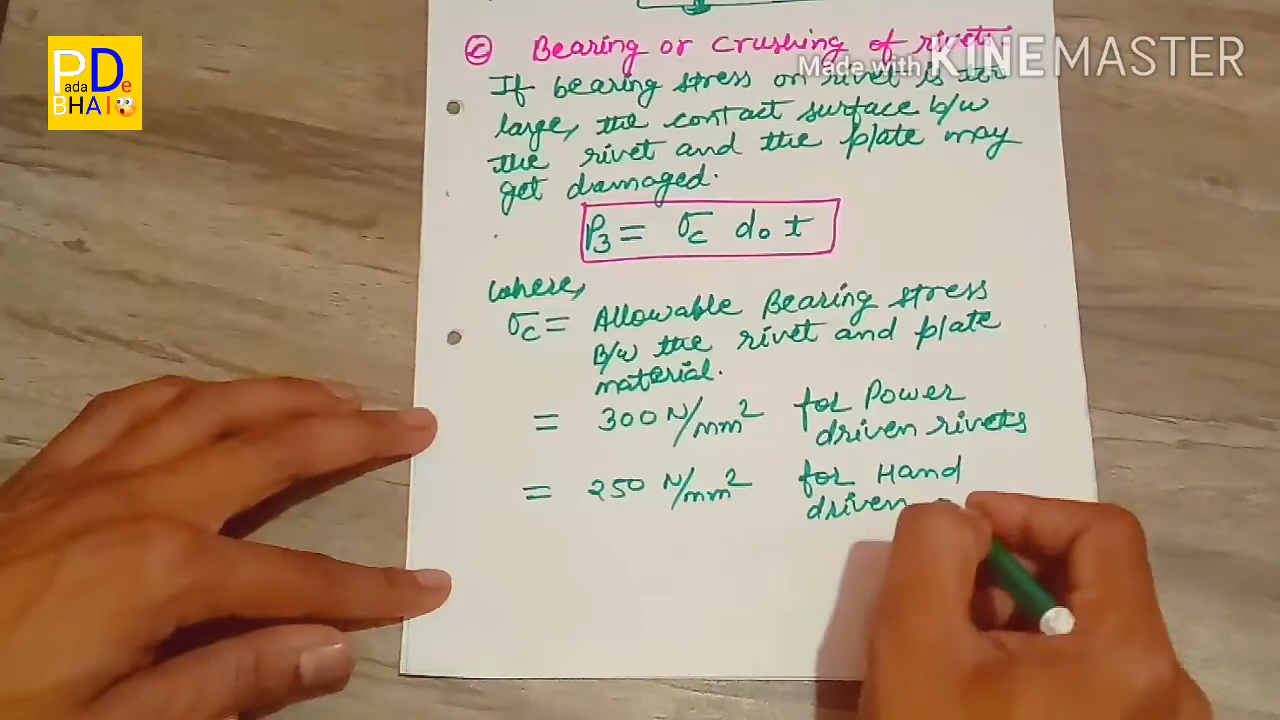 PDe
ada
BHAI
Made with KINEMASTER
Ⓒ Bearing or Crushing of rivets
If bearing stress on rivet is too
large, the contact surface b/w
the rivet and the plate may
get damaged.
P₃ = σc do t
where,
σc = Allowable Bearing stress
B/w the rivet and plate
material.
= 300 N/mm² for Power
driven rivets
= 250 N/mm² for Hand
driven